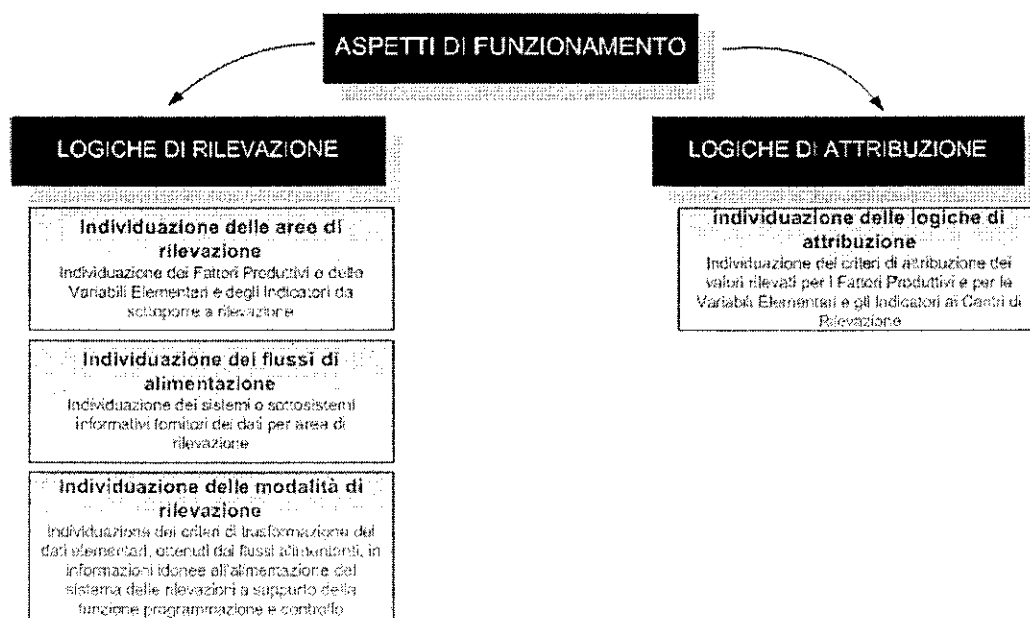 ASPETTI DI FUNZIONAMENTO
LOGICHE DI RILEVAZIONE
Individuazione delle aree di
rilevazione
Individuazione dei Fattori Produttivi e delle
Variabili Elementari e degli Indicatori da
sottoporre a rilevazione
Individuazione dei flussi di
alimentazione
Individuazione dei sistemi o sottosistemi
informativi fornitori dei dati per area di
rilevazione
Individuazione delle modalità di
rilevazione
Individuazione dei criteri di trasformazione dei
dati elementari, ottenuti dai flussi alimentanti, in
informazioni idonee all'alimentazione del
sistema delle rilevazioni a supporto della
funzione programmazione e controllo
LOGICHE DI ATTRIBUZIONE
individuazione delle logiche di
attribuzione
Individuazione dei criteri di attribuzione dei
valori rilevati per i Fattori Produttivi e per le
Variabili Elementari e gli Indicatori ai Centri di
Rilevazione